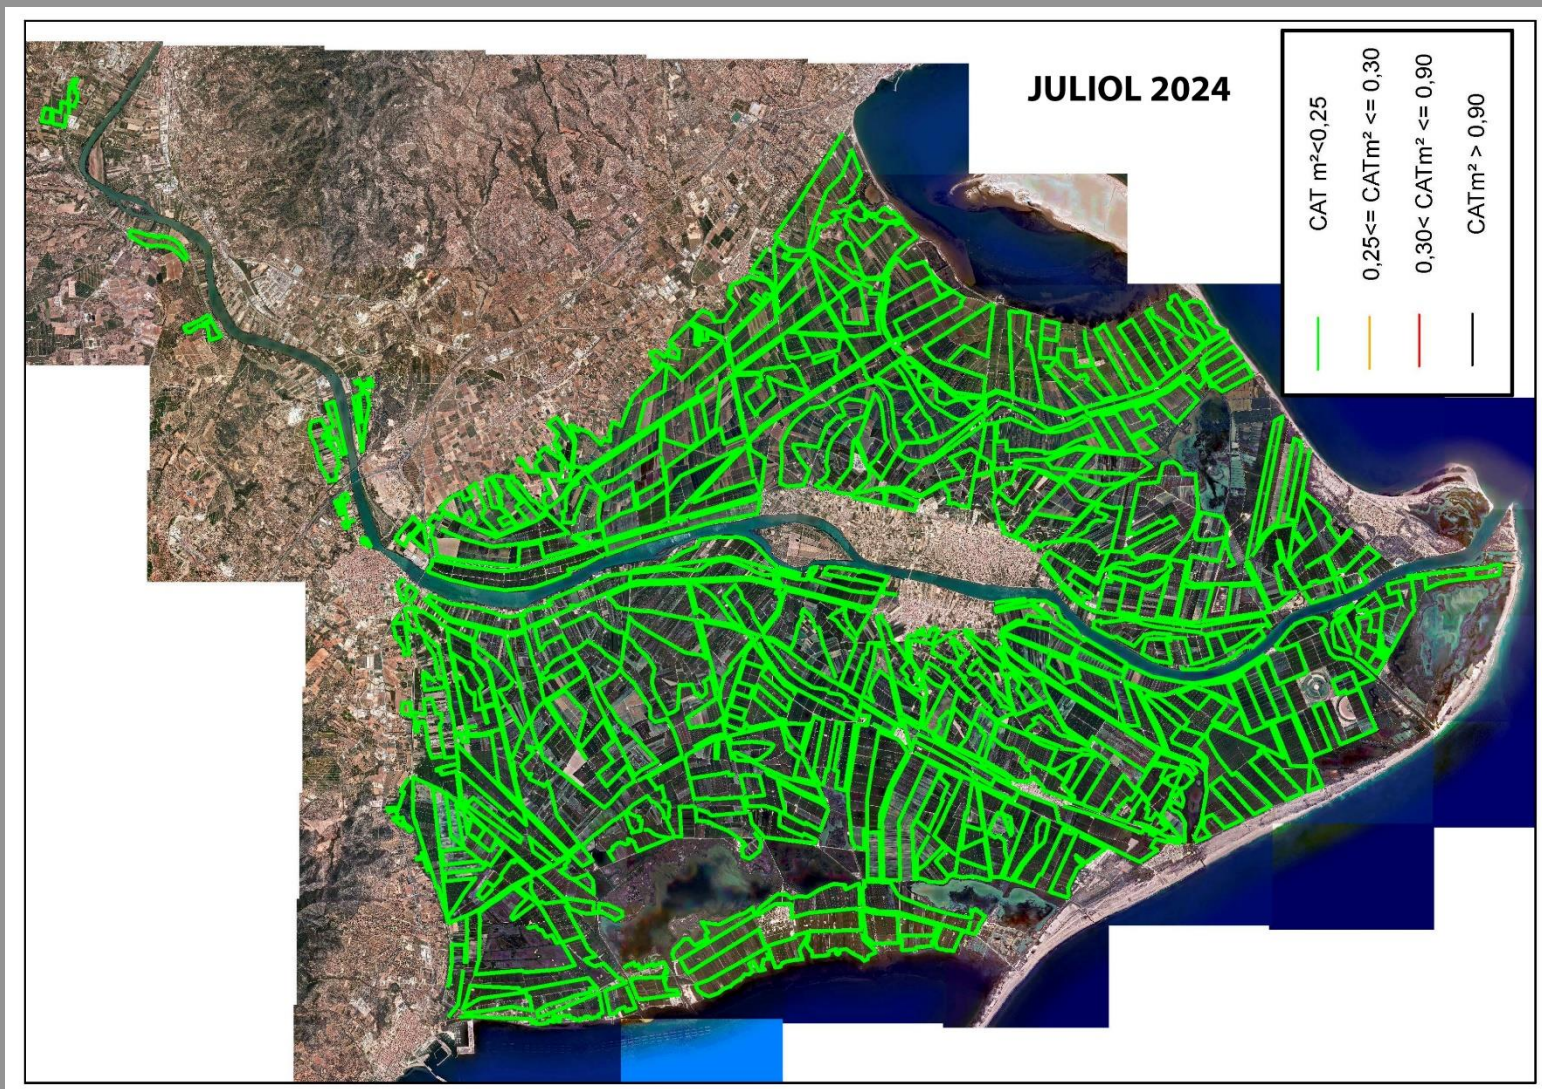 JULIOL 2024
CAT m²<0,25
0,25<= CATm² <= 0,30
0,30< CATm² <= 0,90
CATm² > 0,90